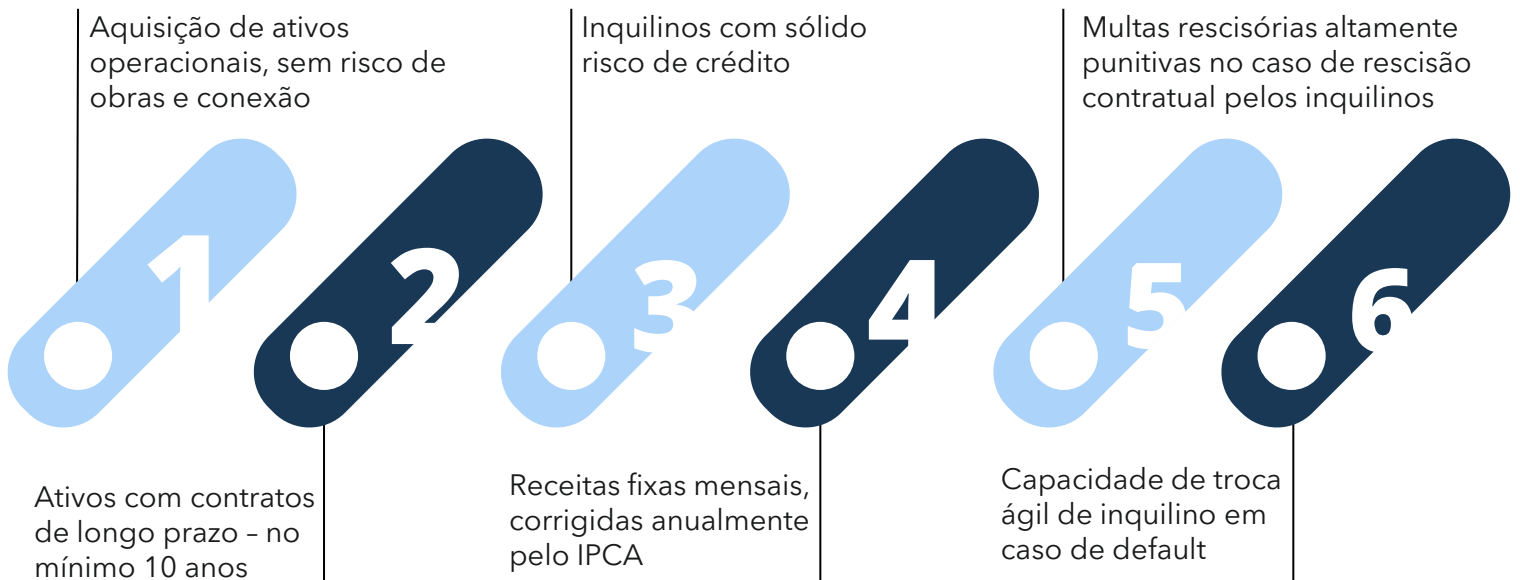 Aquisição de ativos
operacionais, sem risco de
obras e conexão
Inquilinos com sólido
risco de crédito
Multas rescisórias altamente
punitivas no caso de rescisão
contratual pelos inquilinos
1
2
3
4
5
6
Ativos com contratos
de longo prazo – no
mínimo 10 anos
Receitas fixas mensais,
corrigidas anualmente
pelo IPCA
Capacidade de troca
ágil de inquilino em
caso de default